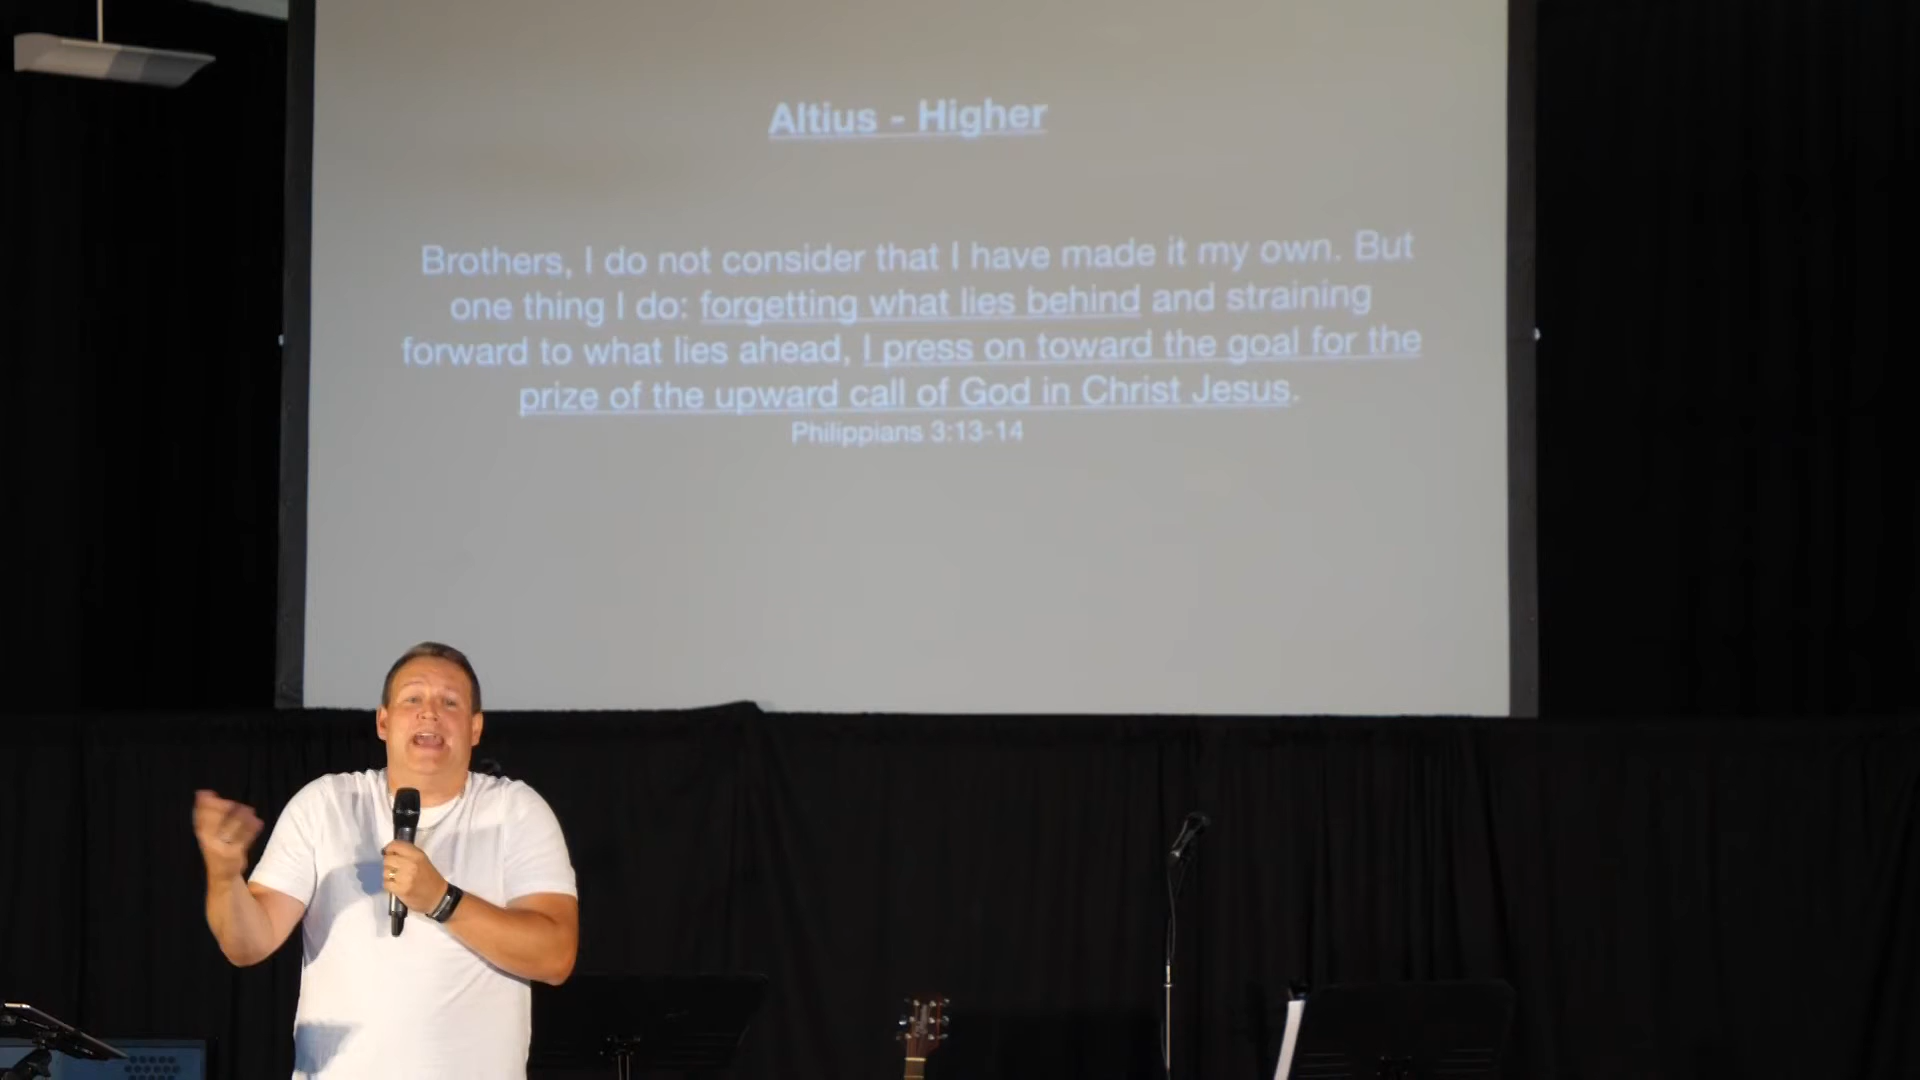 Altius - Higher
Brothers, I do not consider that I have made it my own. But
one thing I do: forgetting what lies behind and straining
forward to what lies ahead, I press on toward the goal for the
prize of the upward call of God in Christ Jesus.
Philippians 3:13-14